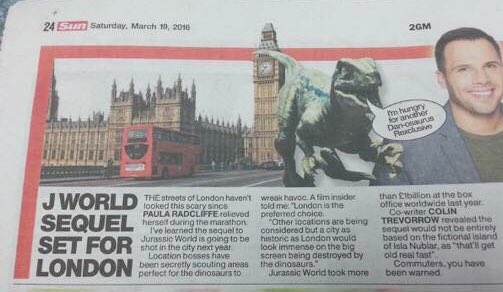 24 Sun Saturday, March 19, 2016
2GM
I'm hungry
for another
Dan-osaurus
Rexclusive
J WORLD
SEQUEL
SET FOR
LONDON
THE streets of London haven't
looked this scary since
PAULA RADCLIFFE relieved
herself during the marathon.
I've learned the sequel to
Jurassic World is going to be
shot in the city next year.
Location bosses have
been secretly scouting areas
perfect for the dinosaurs to
wreak havoc. A film insider
told me: "London is the
preferred choice.
"Other locations are being
considered but a city as
historic as London would
look immense on the big
screen being destroyed by
the dinosaurs."
Jurassic World took more
than £1billion at the box
office worldwide last year.
Co-writer COLIN
TREVORROW revealed the
sequel would not be entirely
based on the fictional island
of Isla Nublar, as "that'll get
old real fast".
Commuters, you have
been warned.